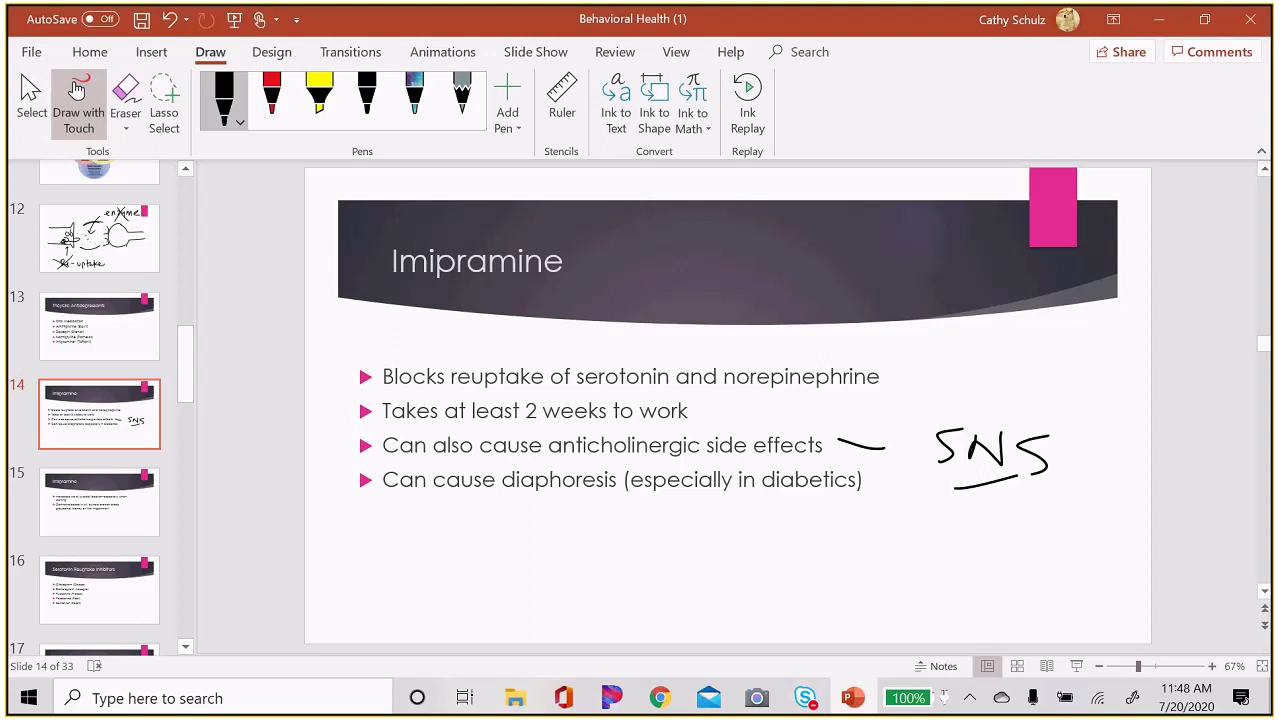 AutoSave Off
Behavioral Health (1)
Cathy Schulz
File Home Insert Draw Design Slide Show Transitions Animations Review View Help Search
Share Comments
Select
Draw with Touch
Eraser
Lasso Select
Add Pen
Ruler
Ink to Text
Ink to Shape
Ink to Math
Ink Replay
Tools Pens Stencils Convert Replay
12
13
14
15
16
17
Imipramine
Blocks reuptake of serotonin and norepinephrine
Takes at least 2 weeks to work
Can also cause anticholinergic side effects SNS
Can cause diaphoresis (especially in diabetics)
Slide 14 of 33
Notes
67%
Type here to search
100%
11:48 AM
7/20/2020